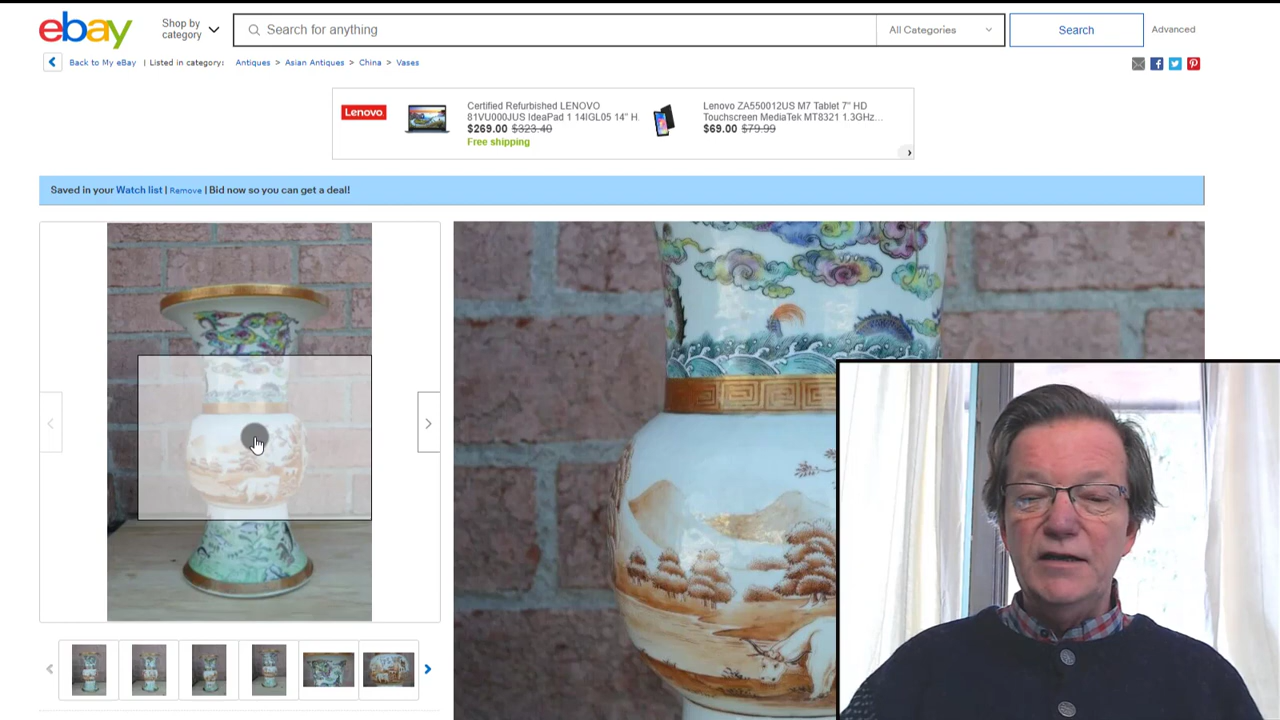 ebay
Shop by
category
Search for anything
All Categories
Search
Advanced
Back to My eBay | Listed in category: Antiques > Asian Antiques > China > Vases
Lenovo
Certified Refurbished LENOVO
81VU000JUS IdeaPad 1 14IGL05 14" H
$269.00 $323.40
Free shipping
Lenovo ZA550012US M7 Tablet 7" HD
Touchscreen MediaTek MT8321 1.3GHz...
$69.00 $79.99
Saved in your Watch list | Remove | Bid now so you can get a deal!